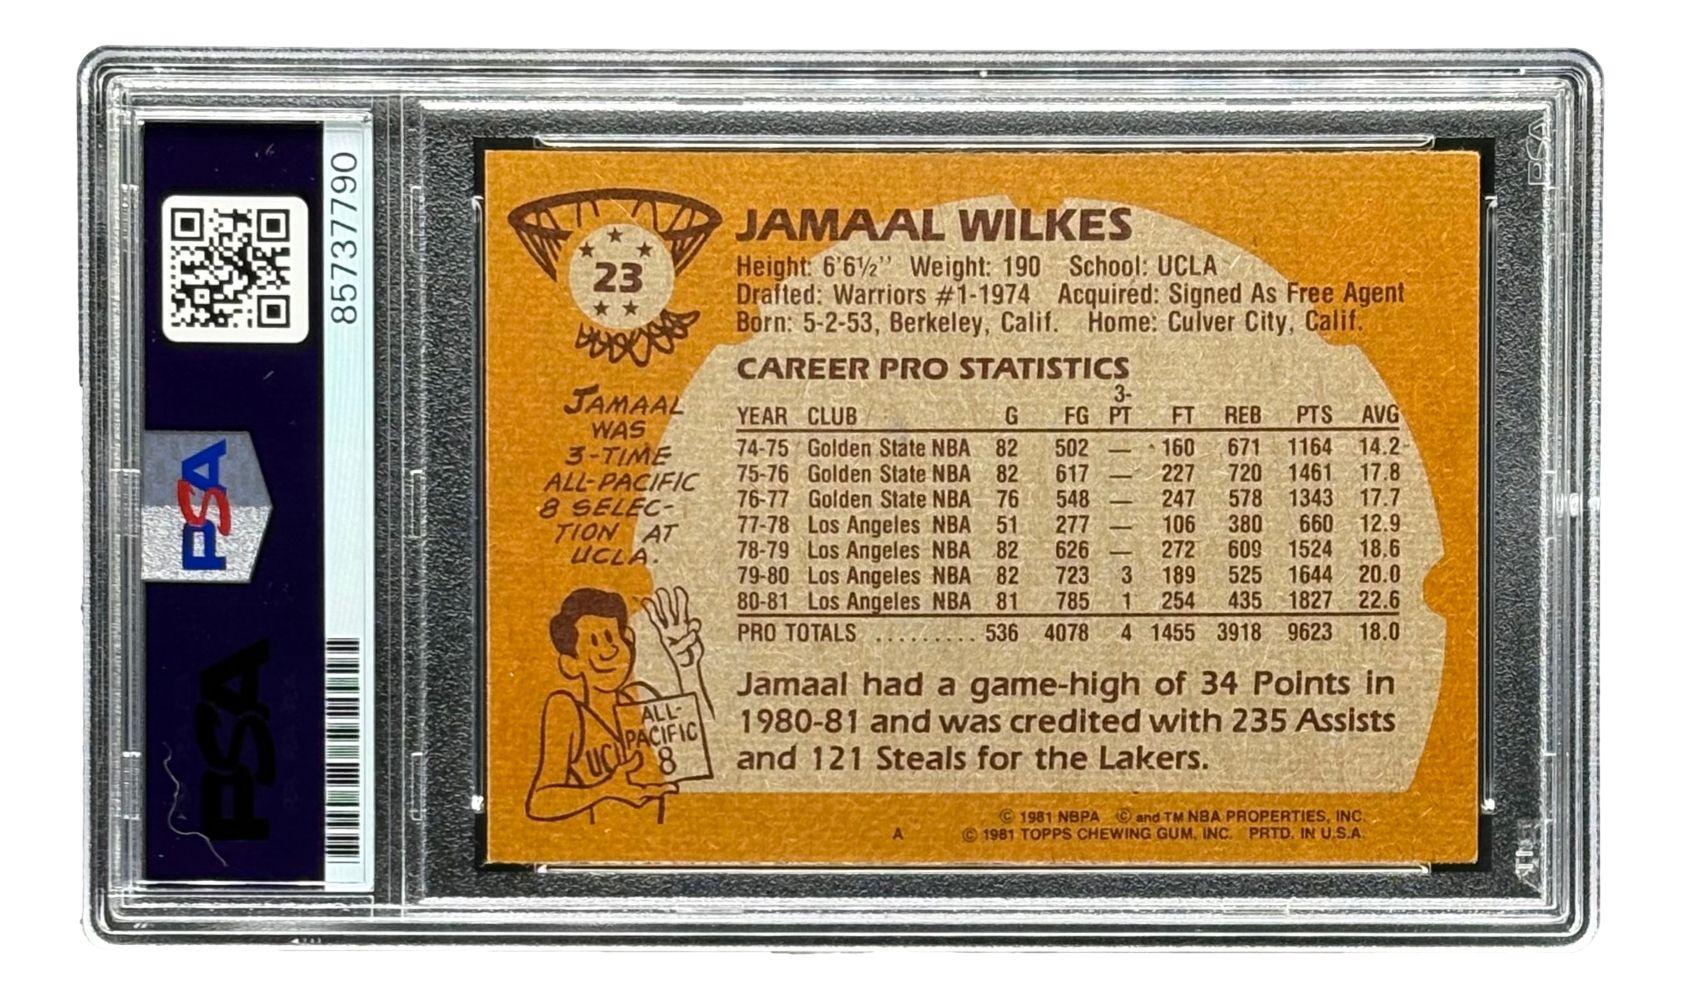 85737790
PSA
PSA
PSA
23
JAMAAL WILKES
Height: 6'6½" Weight: 190 School: UCLA
Drafted: Warriors #1-1974 Acquired: Signed As Free Agent
Born: 5-2-53, Berkeley, Calif. Home: Culver City, Calif.
JAMAAL
WAS
3-TIME
ALL-PACIFIC
8 SELEC-
TION AT
UCLA.
ALL-
PACIFIC
8
UCL
CAREER PRO STATISTICS
YEAR CLUB G FG 3-PT FT REB PTS AVG
74-75 Golden State NBA 82 502 — 160 671 1164 14.2
75-76 Golden State NBA 82 617 — 227 720 1461 17.8
76-77 Golden State NBA 76 548 — 247 578 1343 17.7
77-78 Los Angeles NBA 51 277 — 106 380 660 12.9
78-79 Los Angeles NBA 82 626 — 272 609 1524 18.6
79-80 Los Angeles NBA 82 723 3 189 525 1644 20.0
80-81 Los Angeles NBA 81 785 1 254 435 1827 22.6
PRO TOTALS .......... 536 4078 4 1455 3918 9623 18.0
Jamaal had a game-high of 34 Points in
1980-81 and was credited with 235 Assists
and 121 Steals for the Lakers.
© 1981 NBPA © and TM NBA PROPERTIES, INC.
A © 1981 TOPPS CHEWING GUM, INC. PRTD. IN U.S.A.